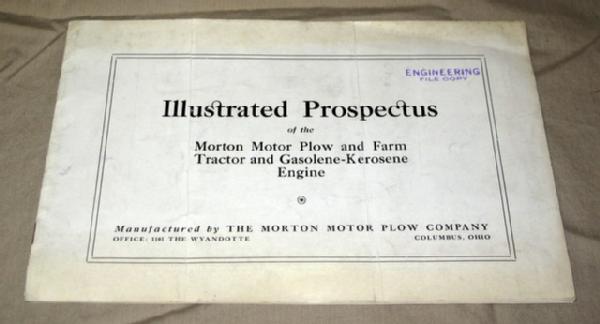 ENGINEERING
FILE COPY
Illustrated Prospectus
of the
Morton Motor Plow and Farm
Tractor and Gasolene-Kerosene
Engine
Manufactured by THE MORTON MOTOR PLOW COMPANY
OFFICE: 1101 THE WYANDOTTE COLUMBUS, OHIO